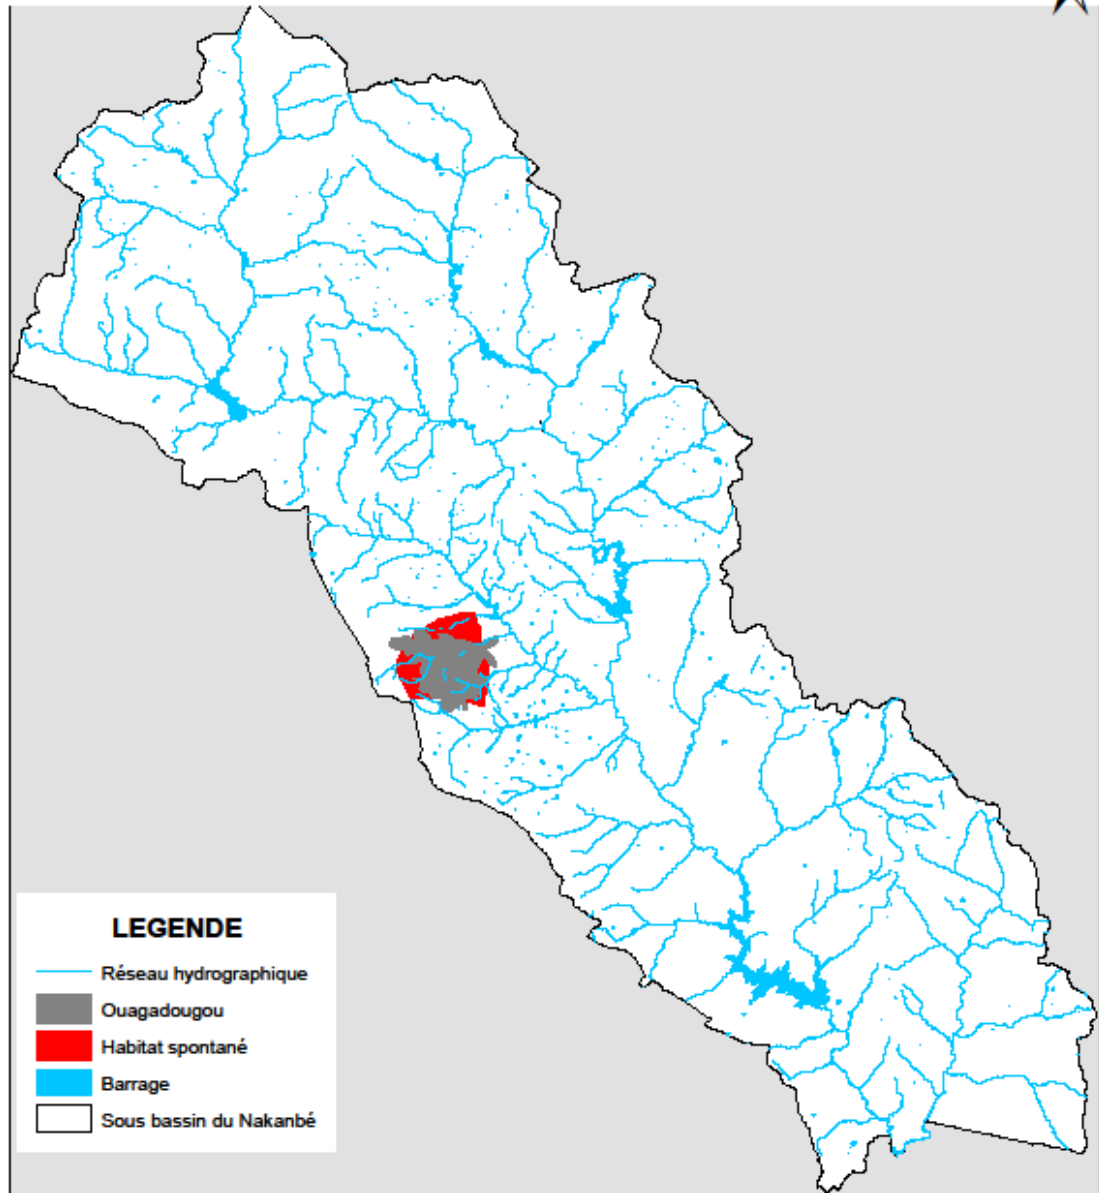 LEGENDE
Réseau hydrographique
Ouagadougou
Habitat spontané
Barrage
Sous bassin du Nakanbé